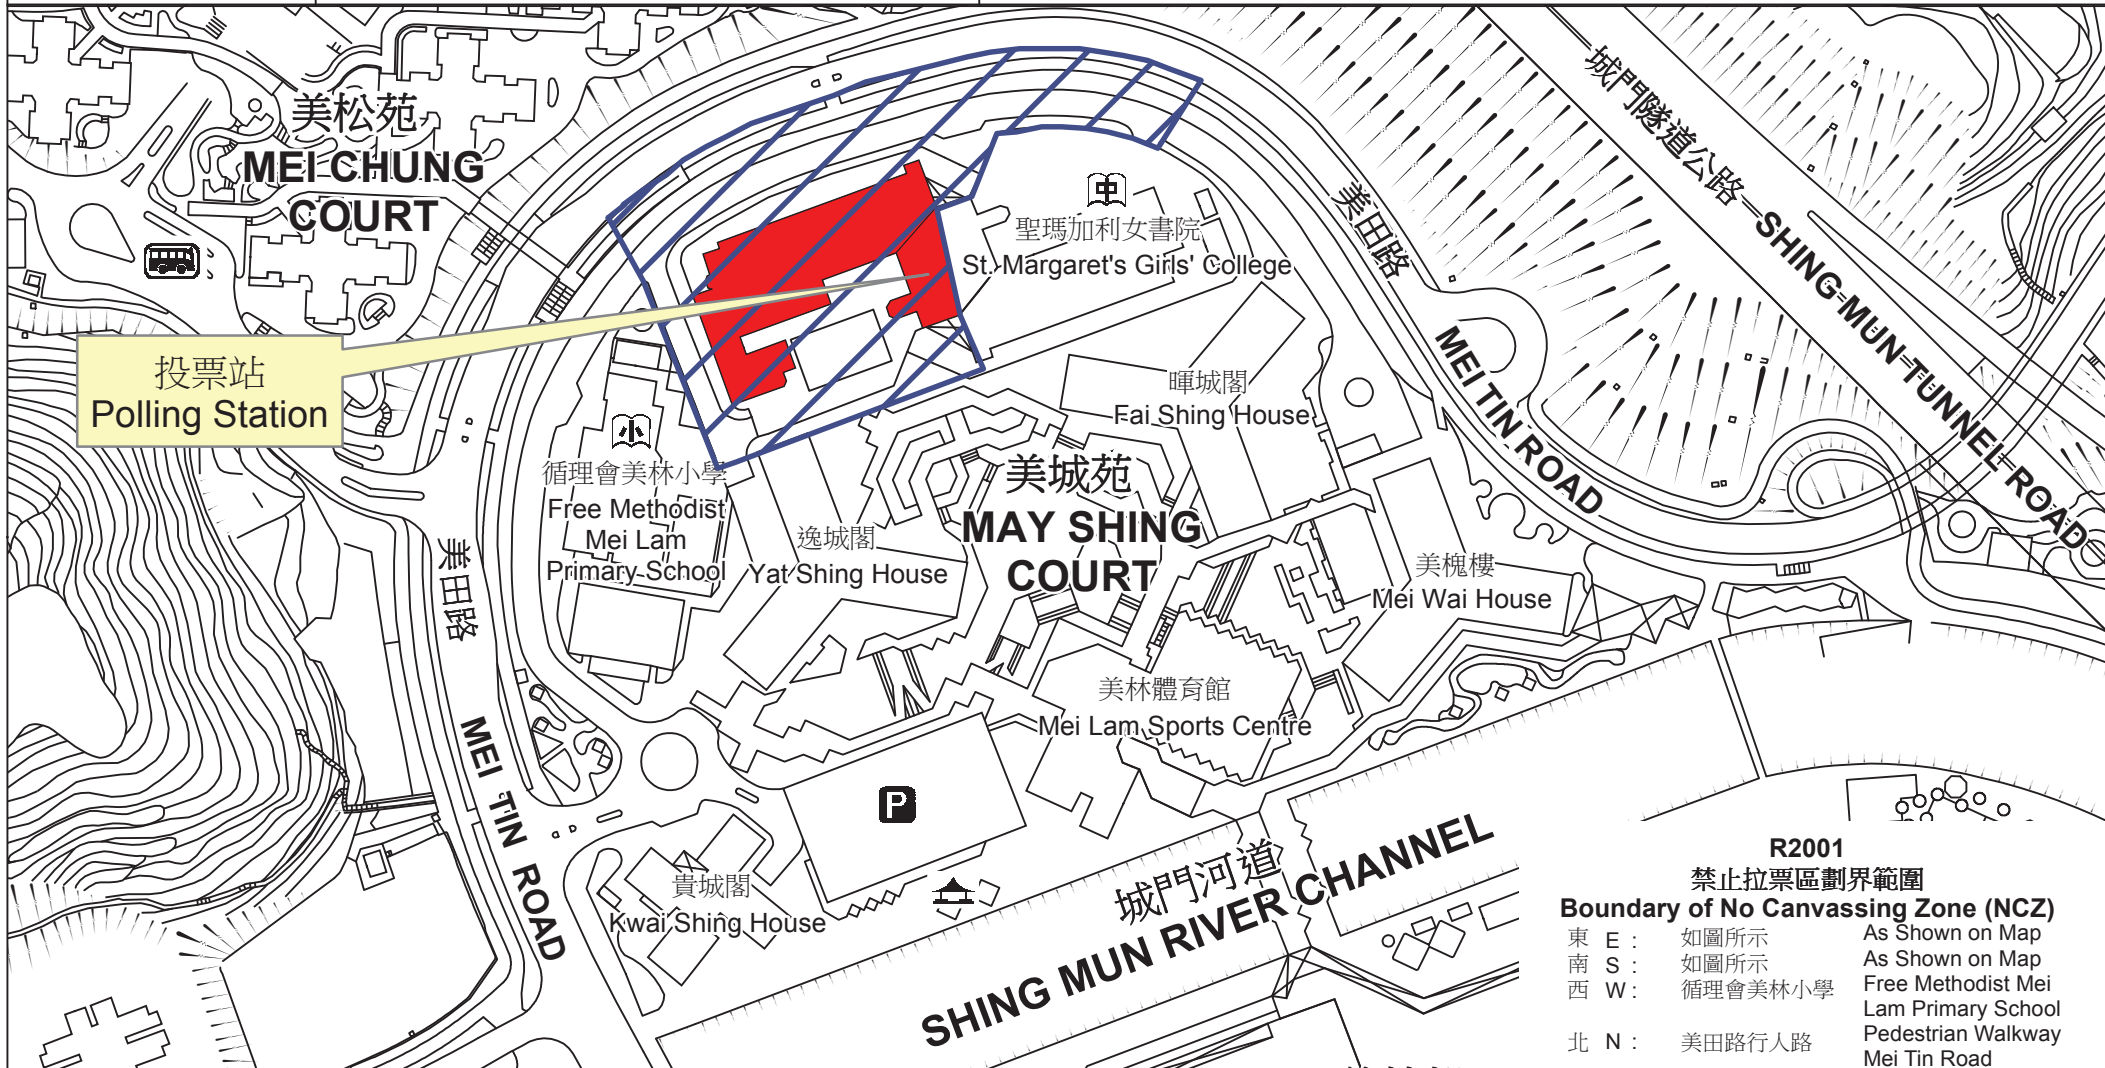 美松苑
MEI CHUNG
COURT
投票站
Polling Station
中
聖瑪加利女書院
St. Margaret's Girls' College
城門隧道公路
SHING MUN TUNNEL ROAD
美田路
MEI TIN ROAD
暉城閣
Fai Shing House
小
循理會美林小學
Free Methodist
Mei Lam
Primary School
美城苑
MAY SHING
COURT
逸城閣
Yat Shing House
美槐樓
Mei Wai House
美田路
MEI TIN ROAD
美林體育館
Mei Lam Sports Centre
P
貴城閣
Kwai Shing House
城門河道
SHING MUN RIVER CHANNEL
R2001
禁止拉票區劃界範圍
Boundary of No Canvassing Zone (NCZ)
東 E : 如圖所示 As Shown on Map
南 S : 如圖所示 As Shown on Map
西 W : 循理會美林小學 Free Methodist Mei
Lam Primary School
北 N : 美田路行人路 Pedestrian Walkway
Mei Tin Road